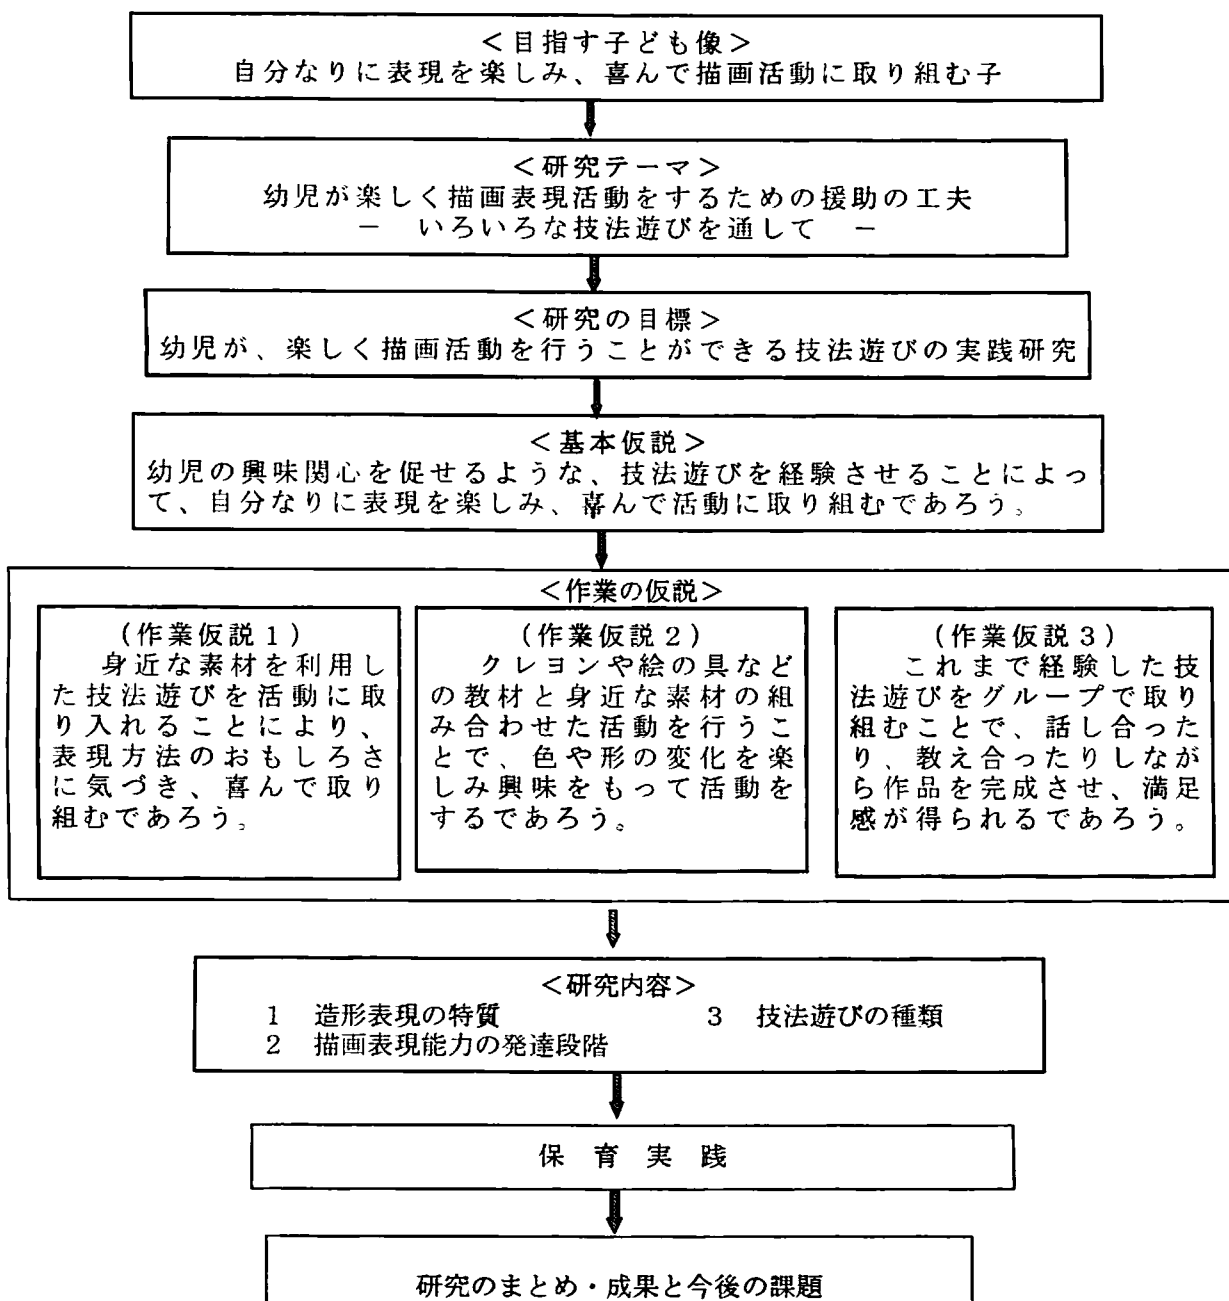 ＜目指す子ども像＞
自分なりに表現を楽しみ、喜んで描画活動に取り組む子
＜研究テーマ＞
幼児が楽しく描画表現活動をするための援助の工夫
－　いろいろな技法遊びを通して　－
＜研究の目標＞
幼児が、楽しく描画活動を行うことができる技法遊びの実践研究
＜基本仮説＞
幼児の興味関心を促せるような、技法遊びを経験させることによっ
て、自分なりに表現を楽しみ、喜んで活動に取り組むであろう。
＜作業の仮説＞
（作業仮説１）
身近な素材を利用し
た技法遊びを活動に取
り入れることにより、
表現方法のおもしろさ
に気づき、喜んで取り
組むであろう。
（作業仮説２）
クレヨンや絵の具など
の教材と身近な素材の組
み合わせた活動を行うこ
とで、色や形の変化を楽
しみ興味をもって活動を
するであろう。
（作業仮説３）
これまで経験した技
法遊びをグループで取り
組むことで、話し合った
り、教え合ったりしなが
ら作品を完成させ、満足
感が得られるであろう。
＜研究内容＞
１　造形表現の特質　　　３　技法遊びの種類
２　描画表現能力の発達段階
保　育　実　践
研究のまとめ・成果と今後の課題